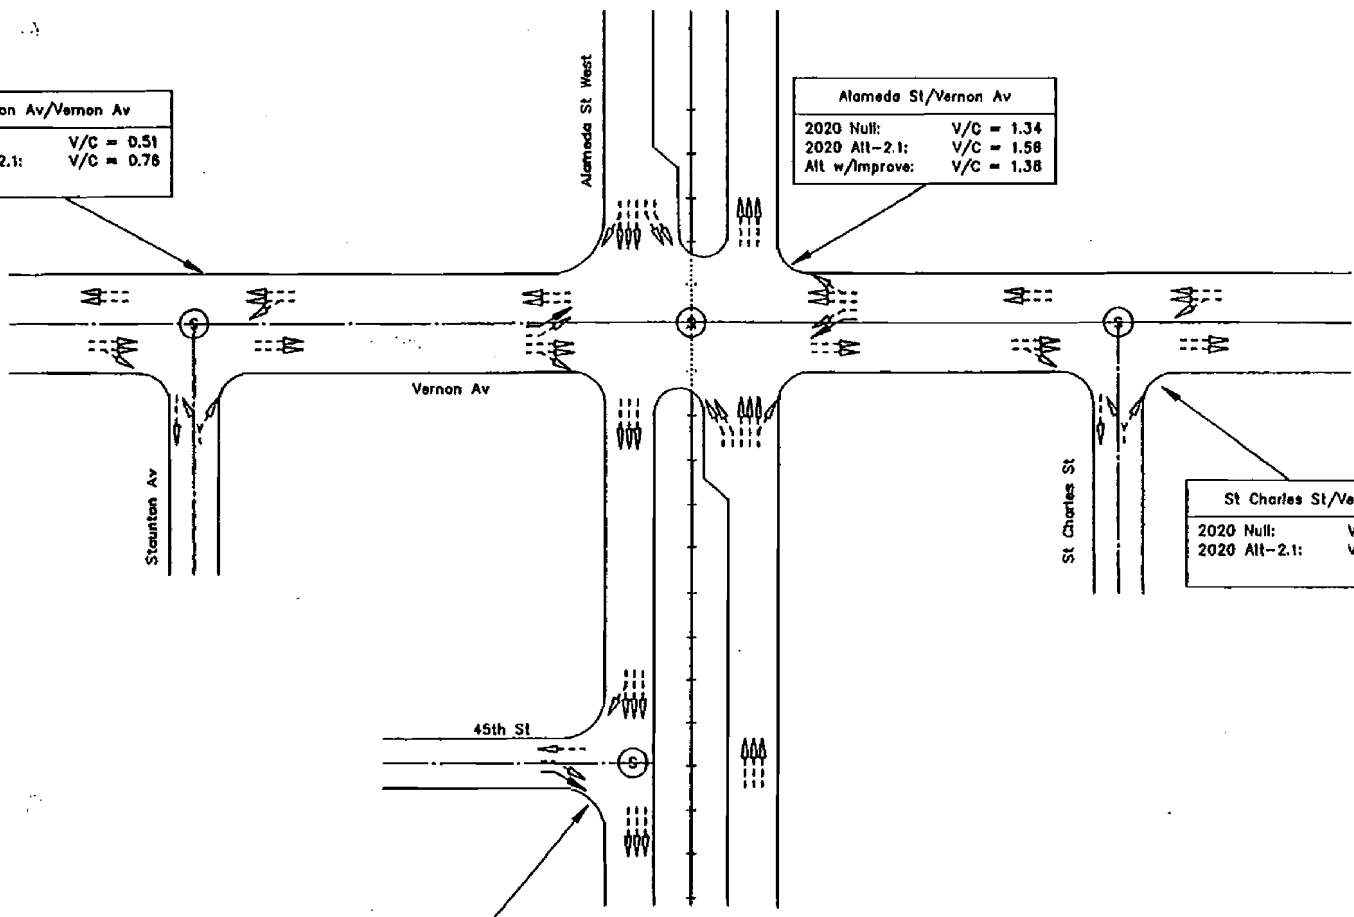 on Av/Vernon Av
V/C = 0.51
2.1: V/C = 0.76
Alameda St West
Alameda St/Vernon Av
2020 Null: V/C = 1.34
2020 Alt-2.1: V/C = 1.58
Alt w/Improve: V/C = 1.38
S
S
S
Vernon Av
Staunton Av
St Charles St
St Charles St/Ve
2020 Null: V
2020 Alt-2.1: V
45th St
S